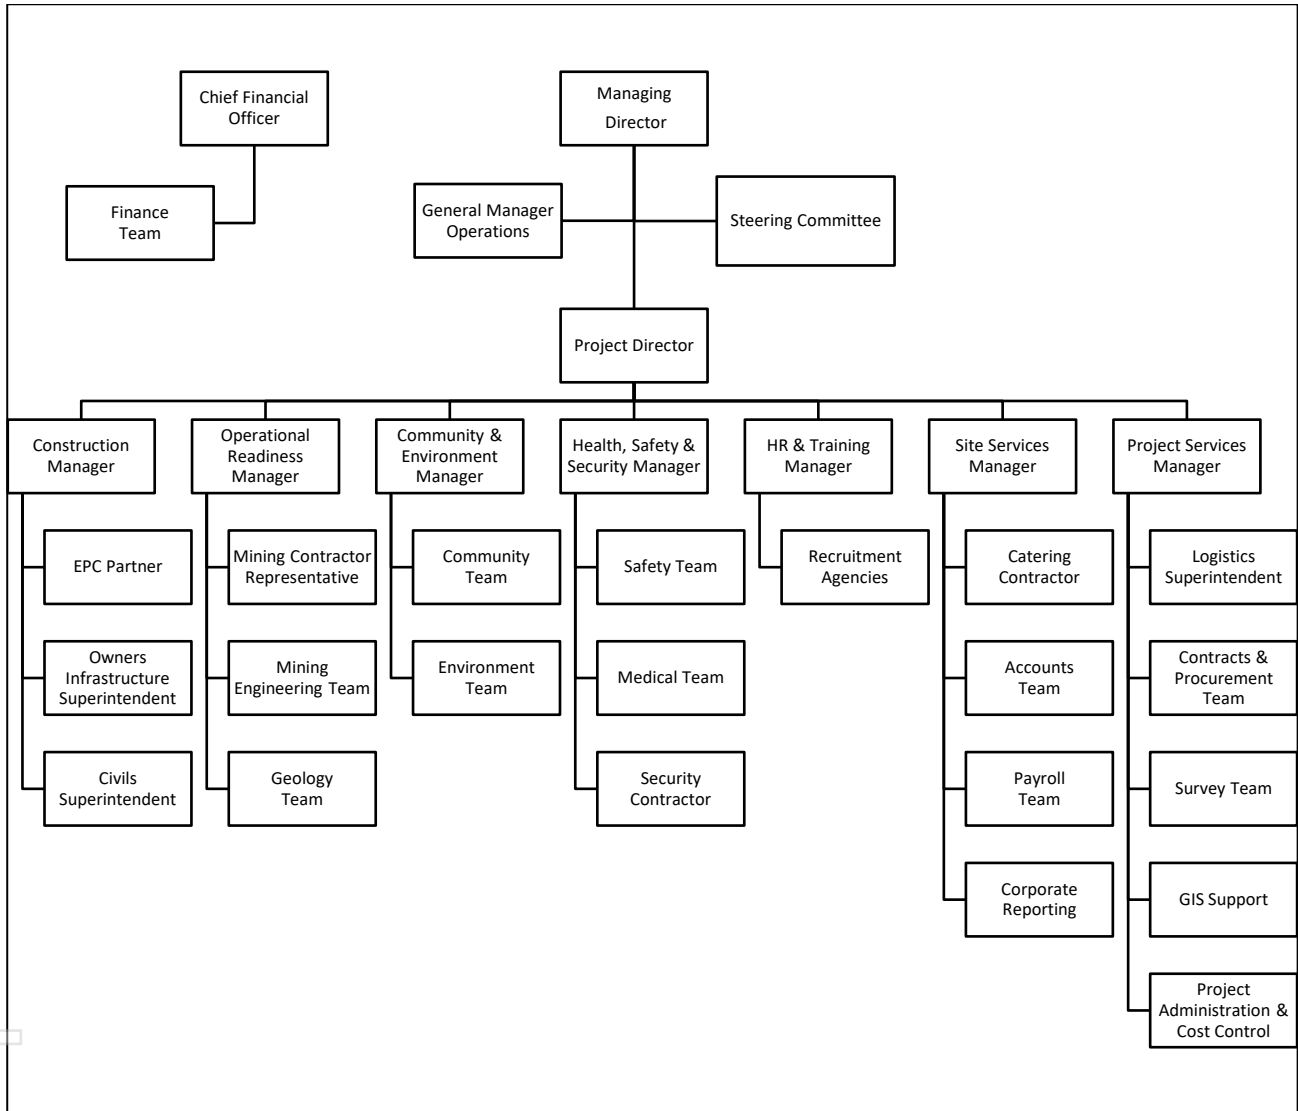 Chief Financial
Officer
Managing
Director
Finance
Team
General Manager
Operations
Steering Committee
Project Director
Construction
Manager
Operational
Readiness
Manager
Community &
Environment
Manager
Health, Safety &
Security Manager
HR & Training
Manager
Site Services
Manager
Project Services
Manager
EPC Partner
Mining Contractor
Representative
Community
Team
Safety Team
Recruitment
Agencies
Catering
Contractor
Logistics
Superintendent
Owners
Infrastructure
Superintendent
Mining
Engineering Team
Environment
Team
Medical Team
Accounts
Team
Contracts &
Procurement
Team
Civils
Superintendent
Geology
Team
Security
Contractor
Payroll
Team
Survey Team
Corporate
Reporting
GIS Support
Project
Administration &
Cost Control